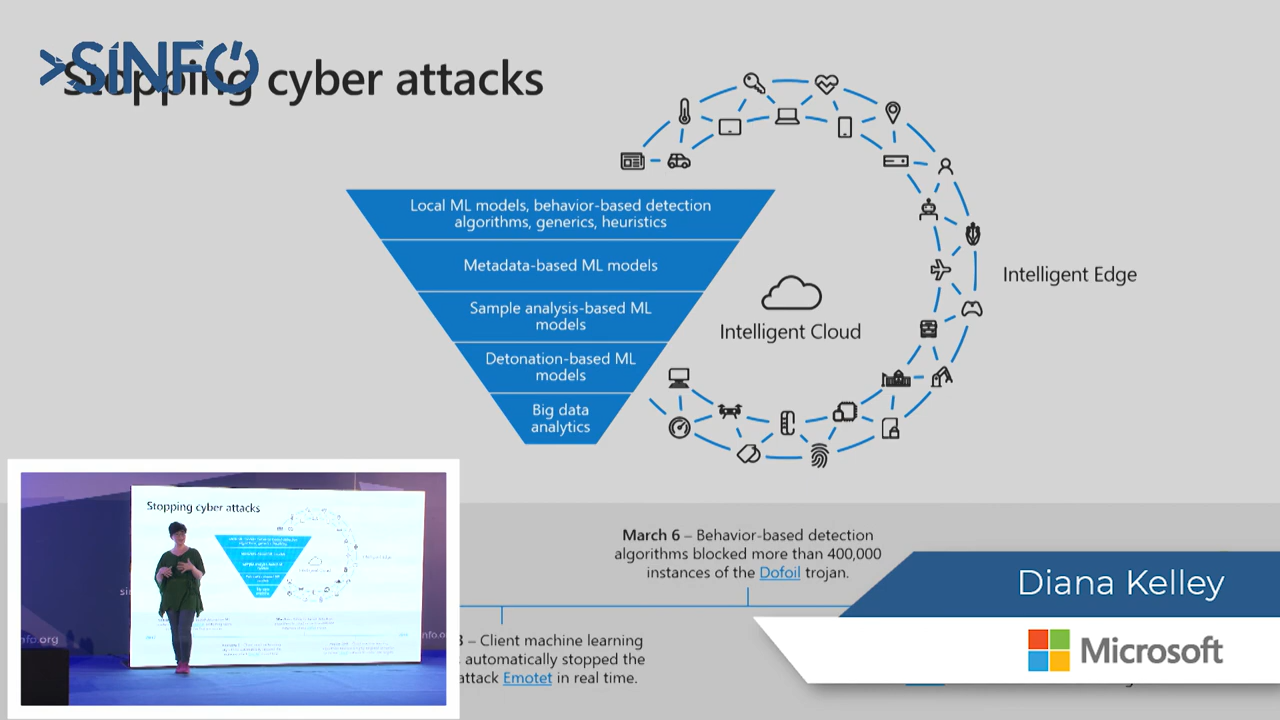 >SINFO
Stopping cyber attacks
Local ML models, behavior-based detection
algorithms, generics, heuristics
Metadata-based ML models
Sample analysis-based ML
models
Detonation-based ML
models
Big data
analytics
Intelligent Cloud
Intelligent Edge
March 6 – Behavior-based detection
algorithms blocked more than 400,000
instances of the Dofoil trojan.
3 – Client machine learning
automatically stopped the
attack Emotet in real time.
Stopping cyber attacks
Diana Kelley
Microsoft